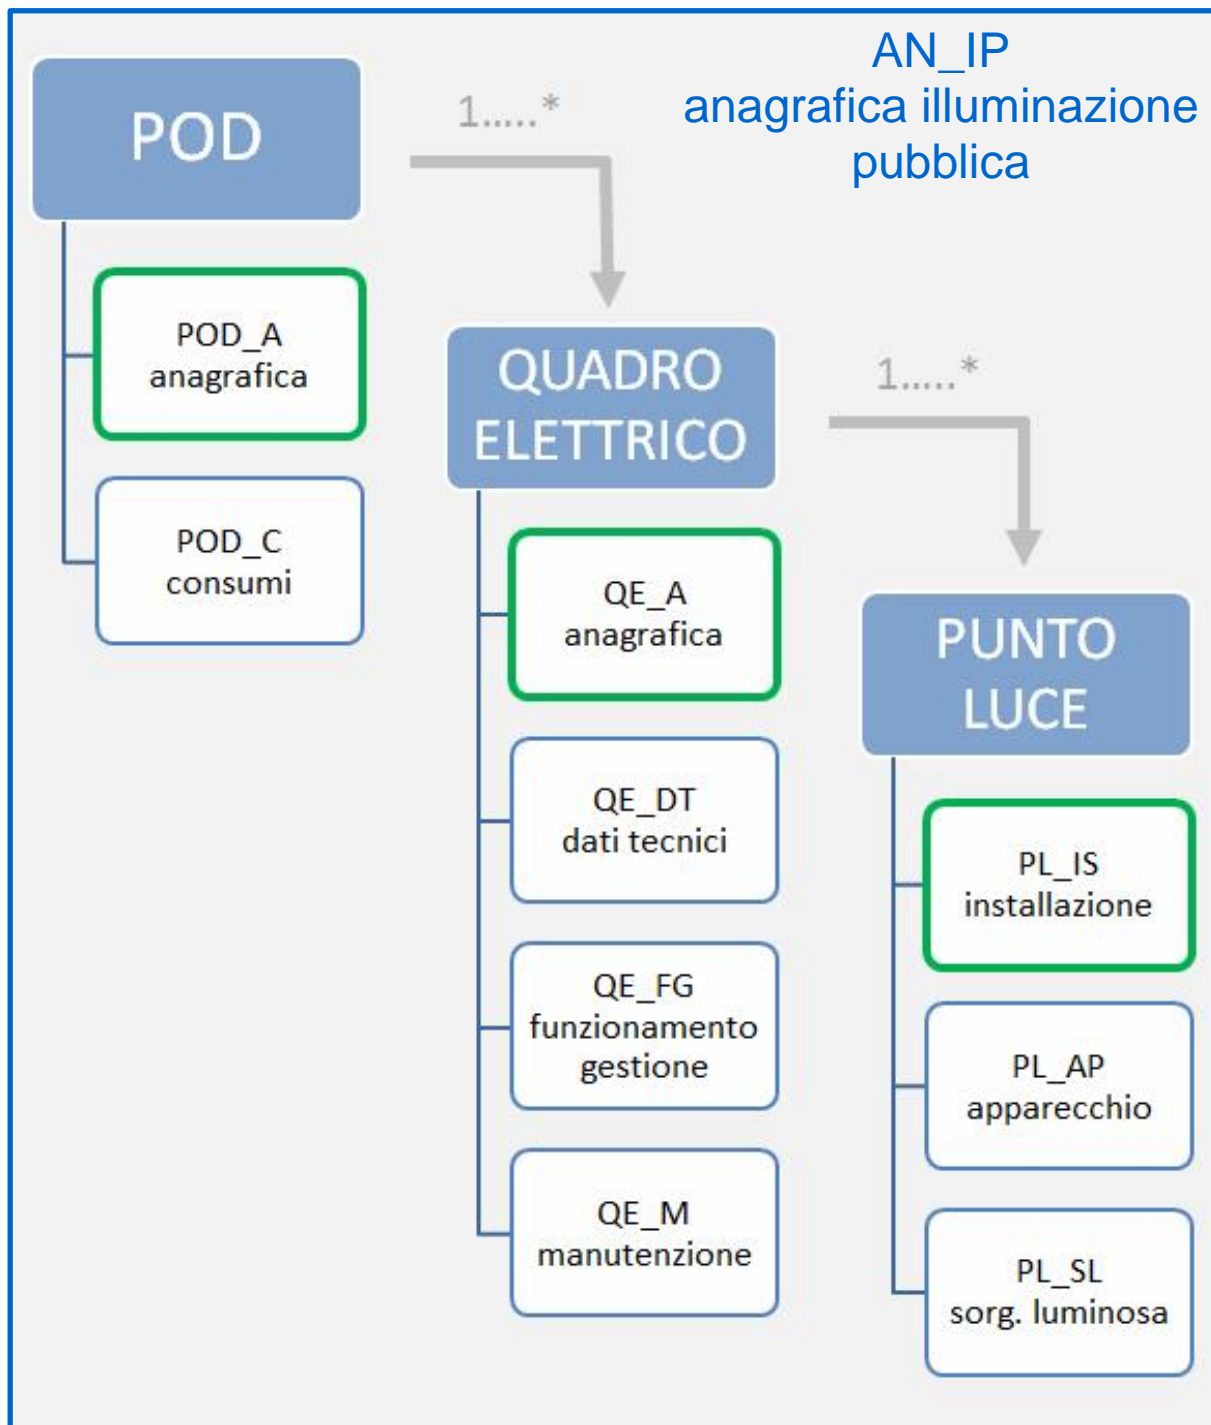 AN_IP
anagrafica illuminazione
pubblica
POD
1.....*
POD_A
anagrafica
POD_C
consumi
QUADRO
ELETTRICO
1.....*
QE_A
anagrafica
QE_DT
dati tecnici
QE_FG
funzionamento
gestione
QE_M
manutenzione
PUNTO
LUCE
PL_IS
installazione
PL_AP
apparecchio
PL_SL
sorg. luminosa